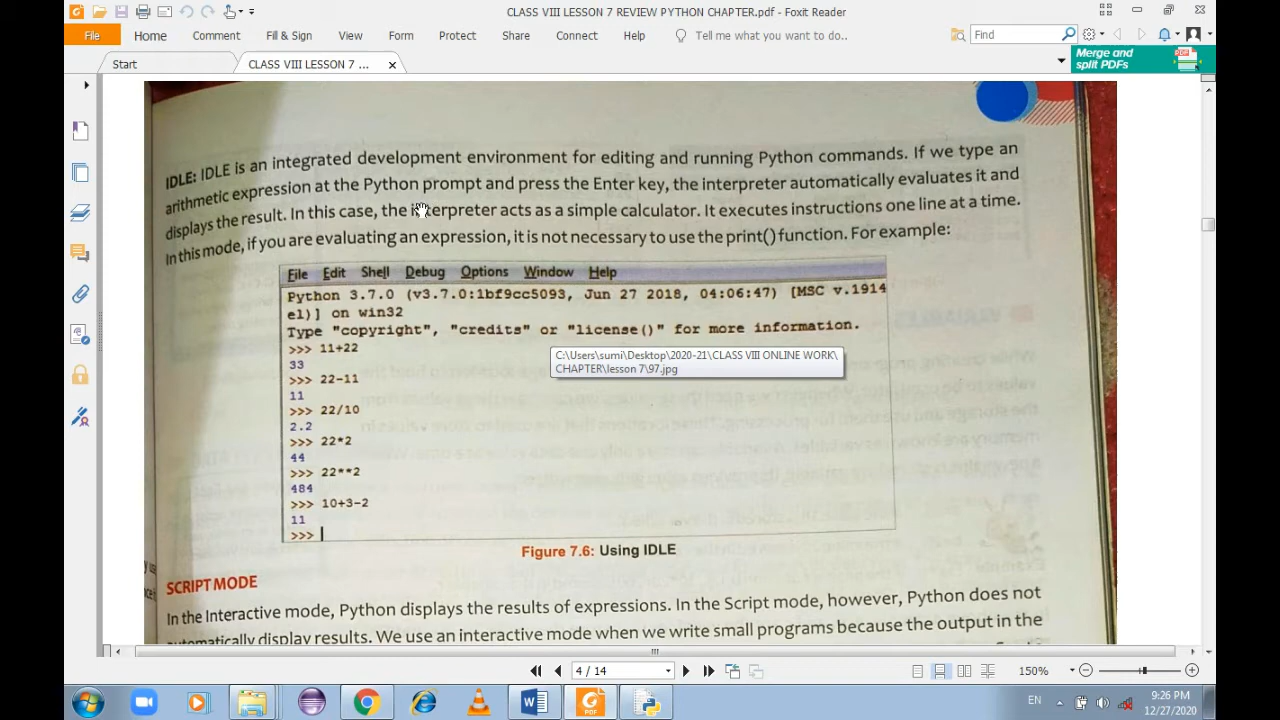 CLASS VIII LESSON 7 REVIEW PYTHON CHAPTER.pdf - Foxit Reader
File Home Comment Fill & Sign View Form Protect Share Connect Help Tell me what you want to do.. Find
Start CLASS VIII LESSON 7 ... Merge and
split PDFs
IDLE: IDLE is an integrated development environment for editing and running Python commands. If we type an
arithmetic expression at the Python prompt and press the Enter key, the interpreter automatically evaluates it and
displays the result. In this case, the interpreter acts as a simple calculator. It executes instructions one line at a time.
In this mode, if you are evaluating an expression, it is not necessary to use the print() function. For example:
File Edit Shell Debug Options Window Help
Python 3.7.0 (v3.7.0:1bf9cc5093, Jun 27 2018, 04:06:47) [MSC v.1914
el)] on win32
Type "copyright", "credits" or "license()" for more information.
>>> 11+22
33
>>> 22-11
11
>>> 22/10
2.2
>>> 22*2
44
>>> 22**2
484
>>> 10+3-2
11
>>>
C:\Users\sumi\Desktop\2020-21\CLASS VIII ONLINE WORK\
CHAPTER\lesson 7\97.jpg
Figure 7.6: Using IDLE
SCRIPT MODE
In the Interactive mode, Python displays the results of expressions. In the Script mode, however, Python does not
automatically display results. We use an interactive mode when we write small programs because the output in the
4 / 14 150%
EN 9:26 PM
12/27/2020